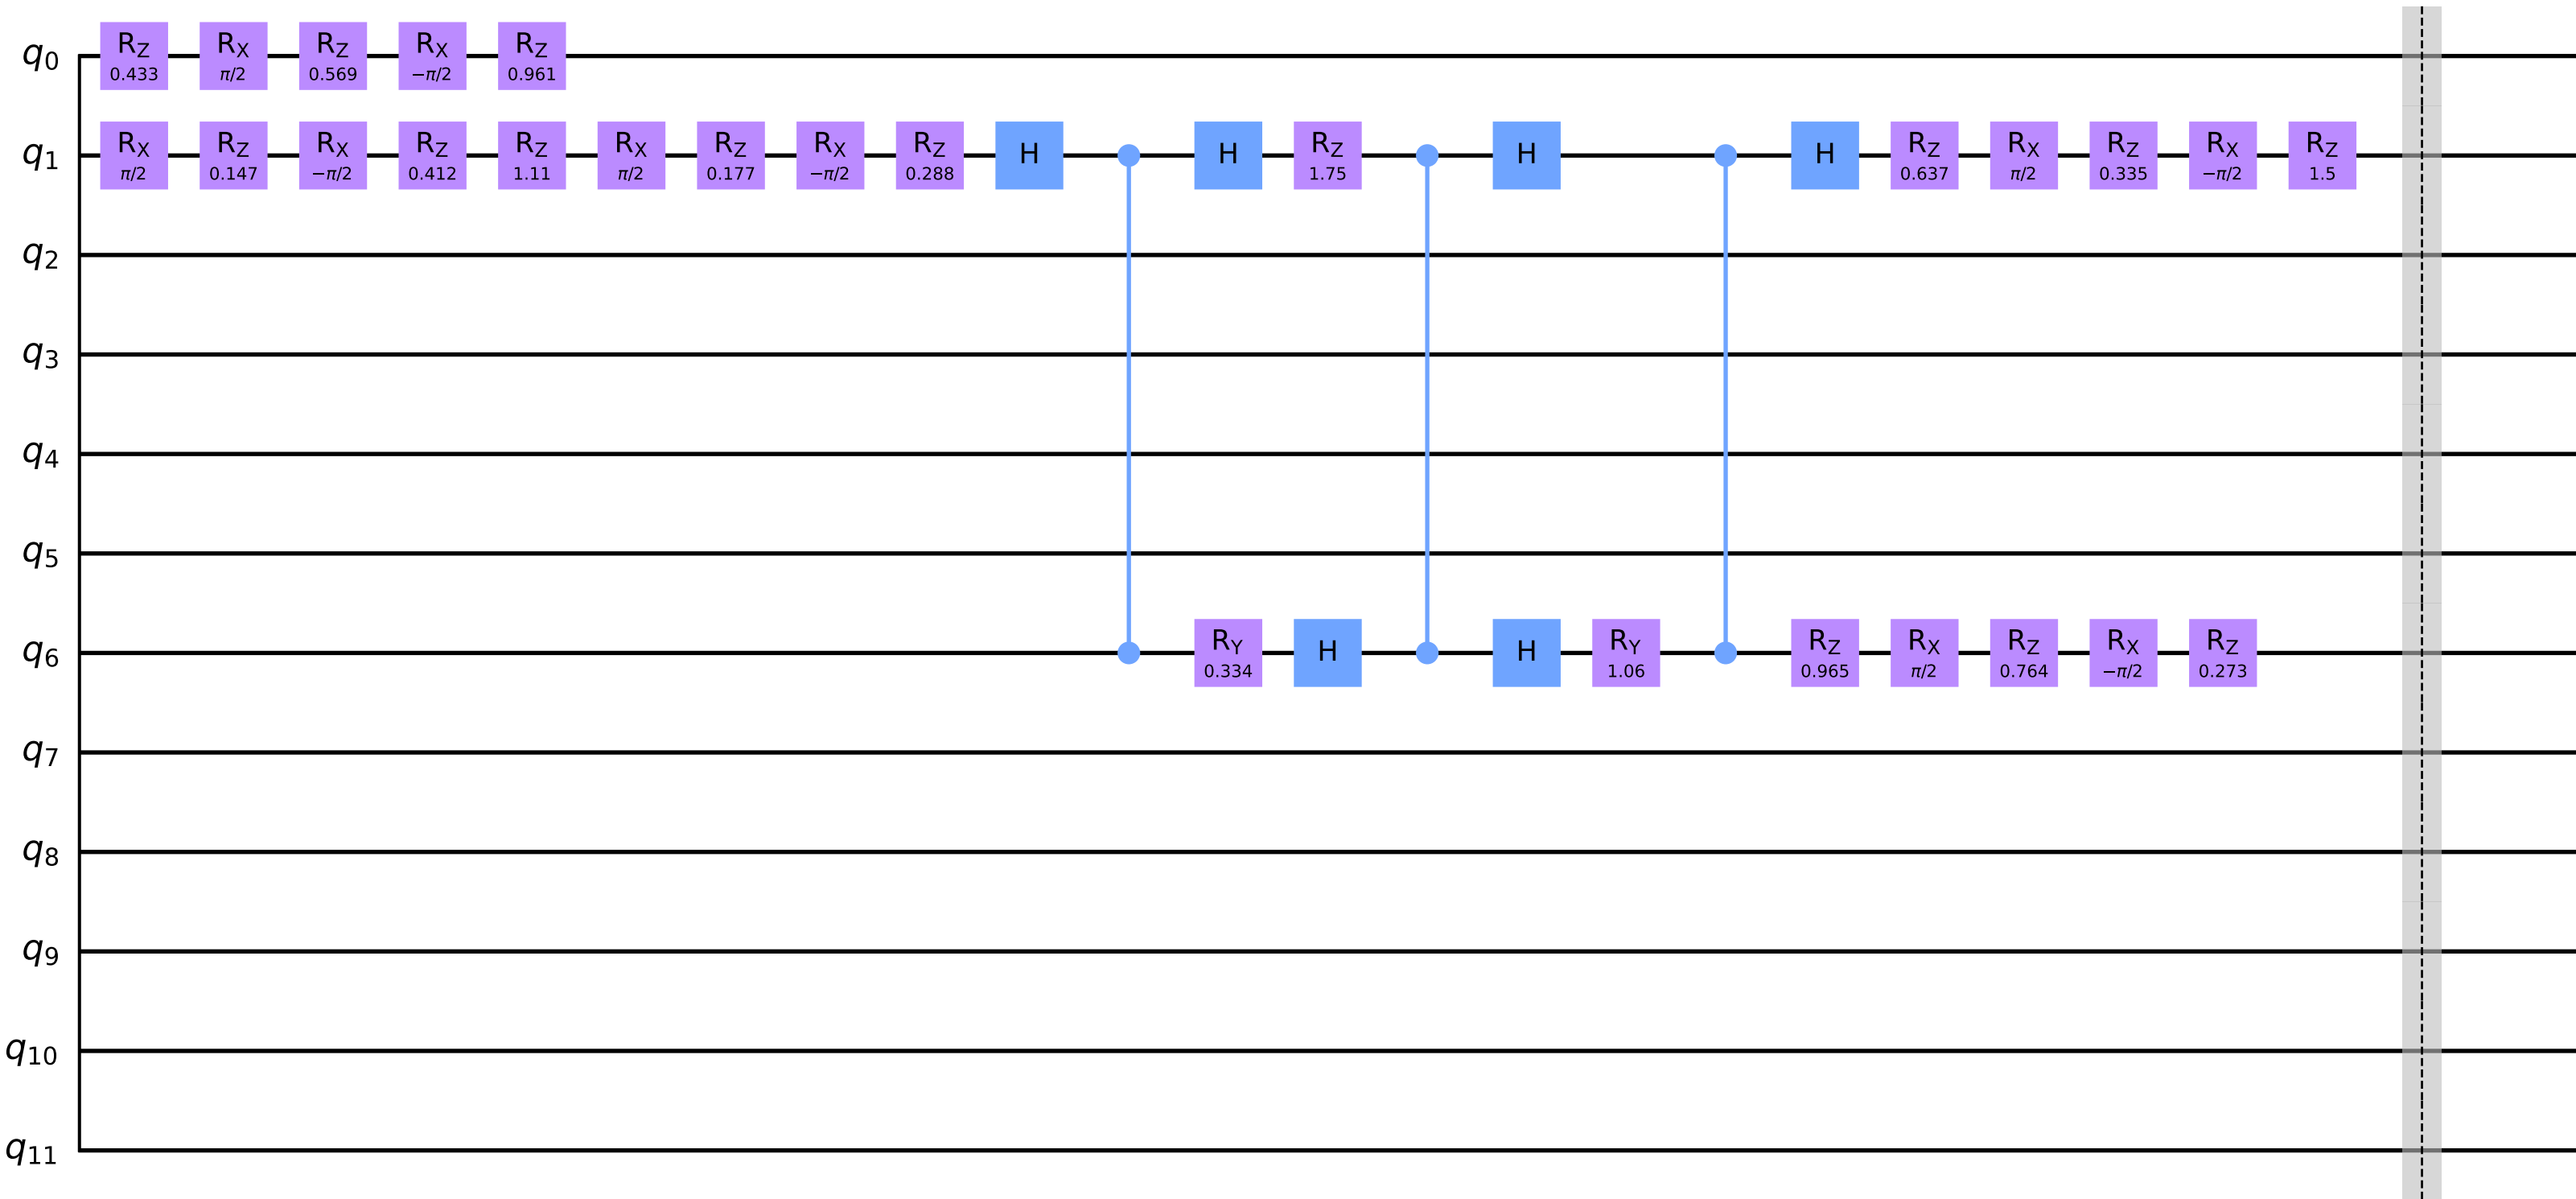 q0 RZ 0.433 RX π/2 RZ 0.569 RX −π/2 RZ 0.961
q1 RX π/2 RZ 0.147 RX −π/2 RZ 0.412 RZ 1.11 RX π/2 RZ 0.177 RX −π/2 RZ 0.288 H H RZ 1.75 H H RZ 0.637 RX π/2 RZ 0.335 RX −π/2 RZ 1.5
q2
q3
q4
q5
q6 RY 0.334 H H RY 1.06 RZ 0.965 RX π/2 RZ 0.764 RX −π/2 RZ 0.273
q7
q8
q9
q10
q11